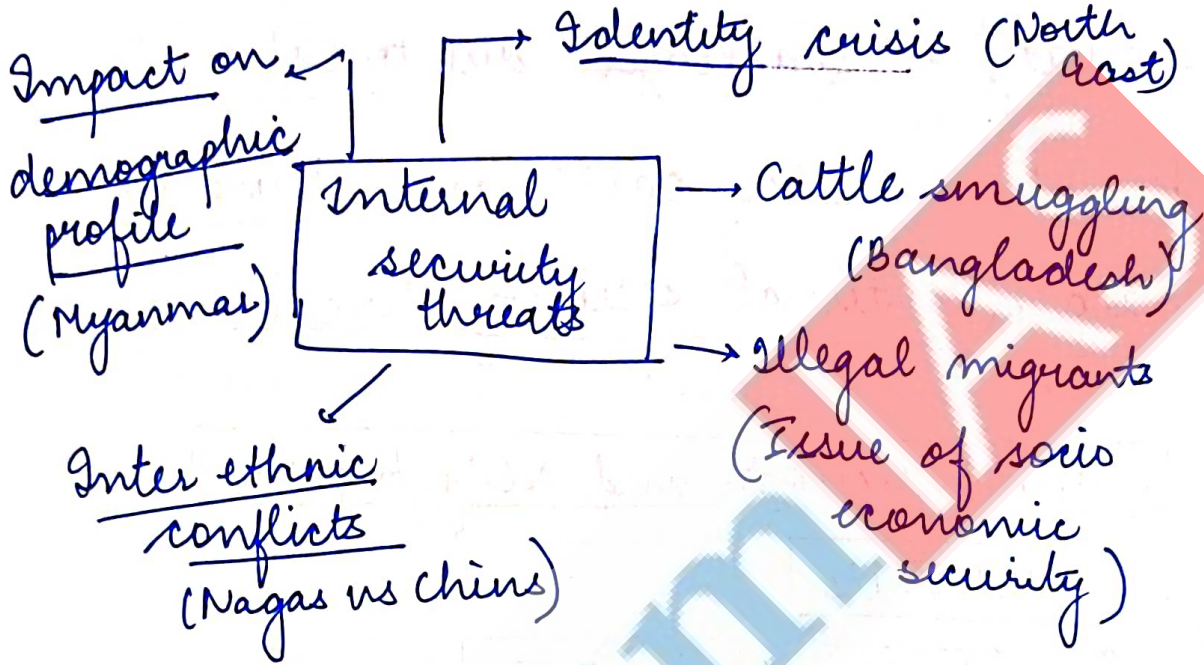 Impact on
demographic
profile
(Myanmar)
Identity crisis (North
East)
Internal
security
threats
Cattle smuggling
(Bangladesh)
Illegal migrants
(Issue of socio
economic
security)
Inter ethnic
conflicts
(Nagas vs Chins)
m IAS